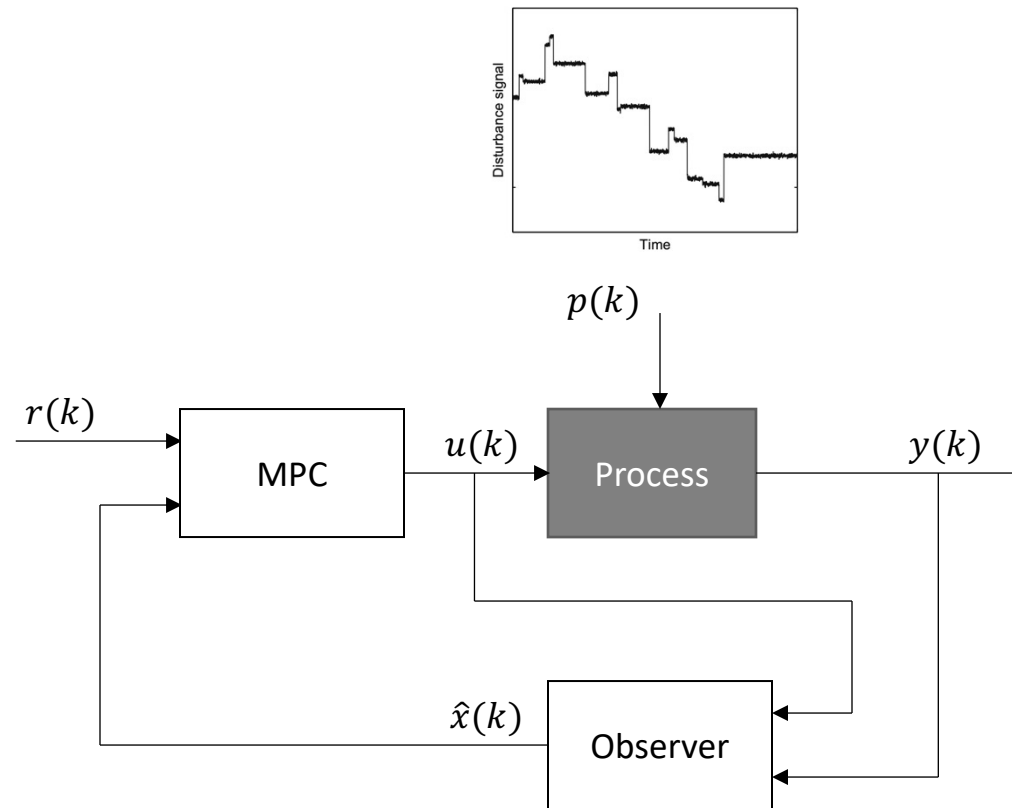 Disturbance signal
Time
p(k)
r(k)
MPC
u(k)
Process
y(k)
x̂(k)
Observer